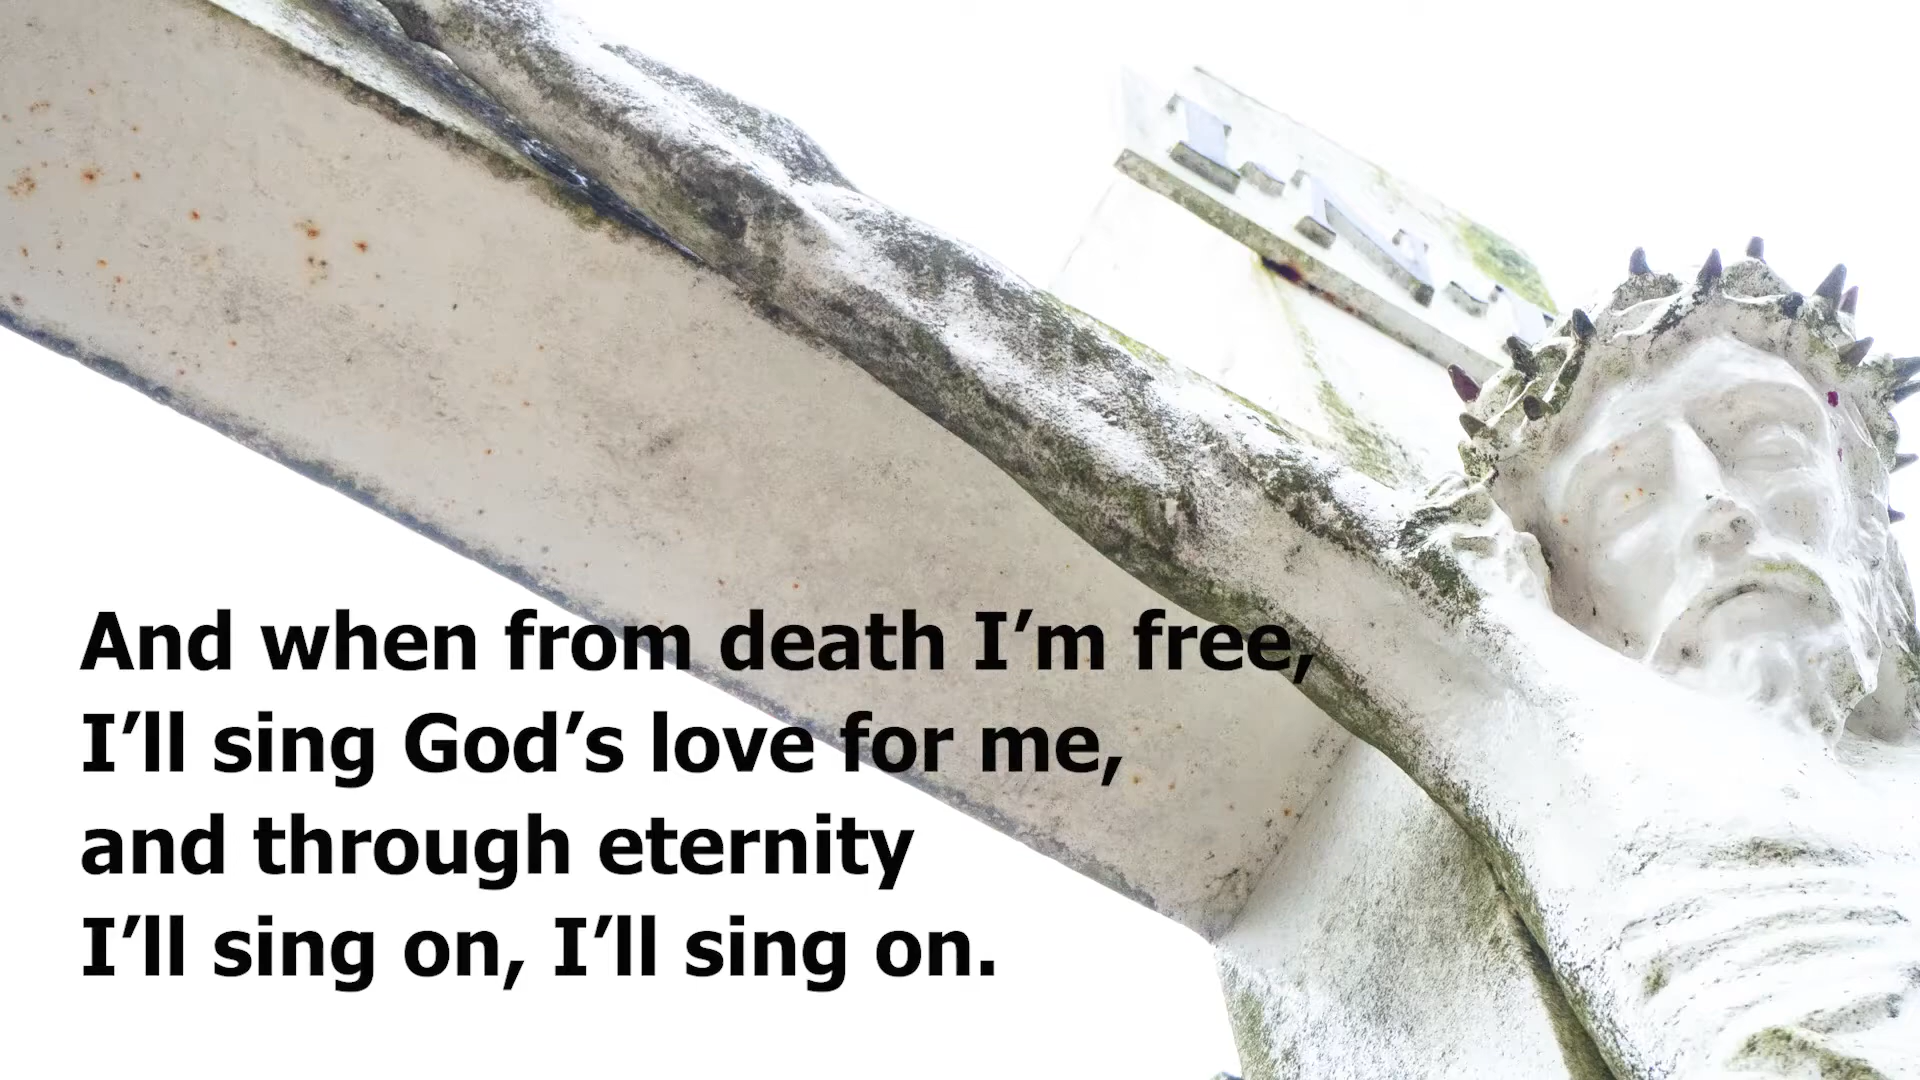 I.N.
And when from death I’m free,
I’ll sing God’s love for me,
and through eternity
I’ll sing on, I’ll sing on.